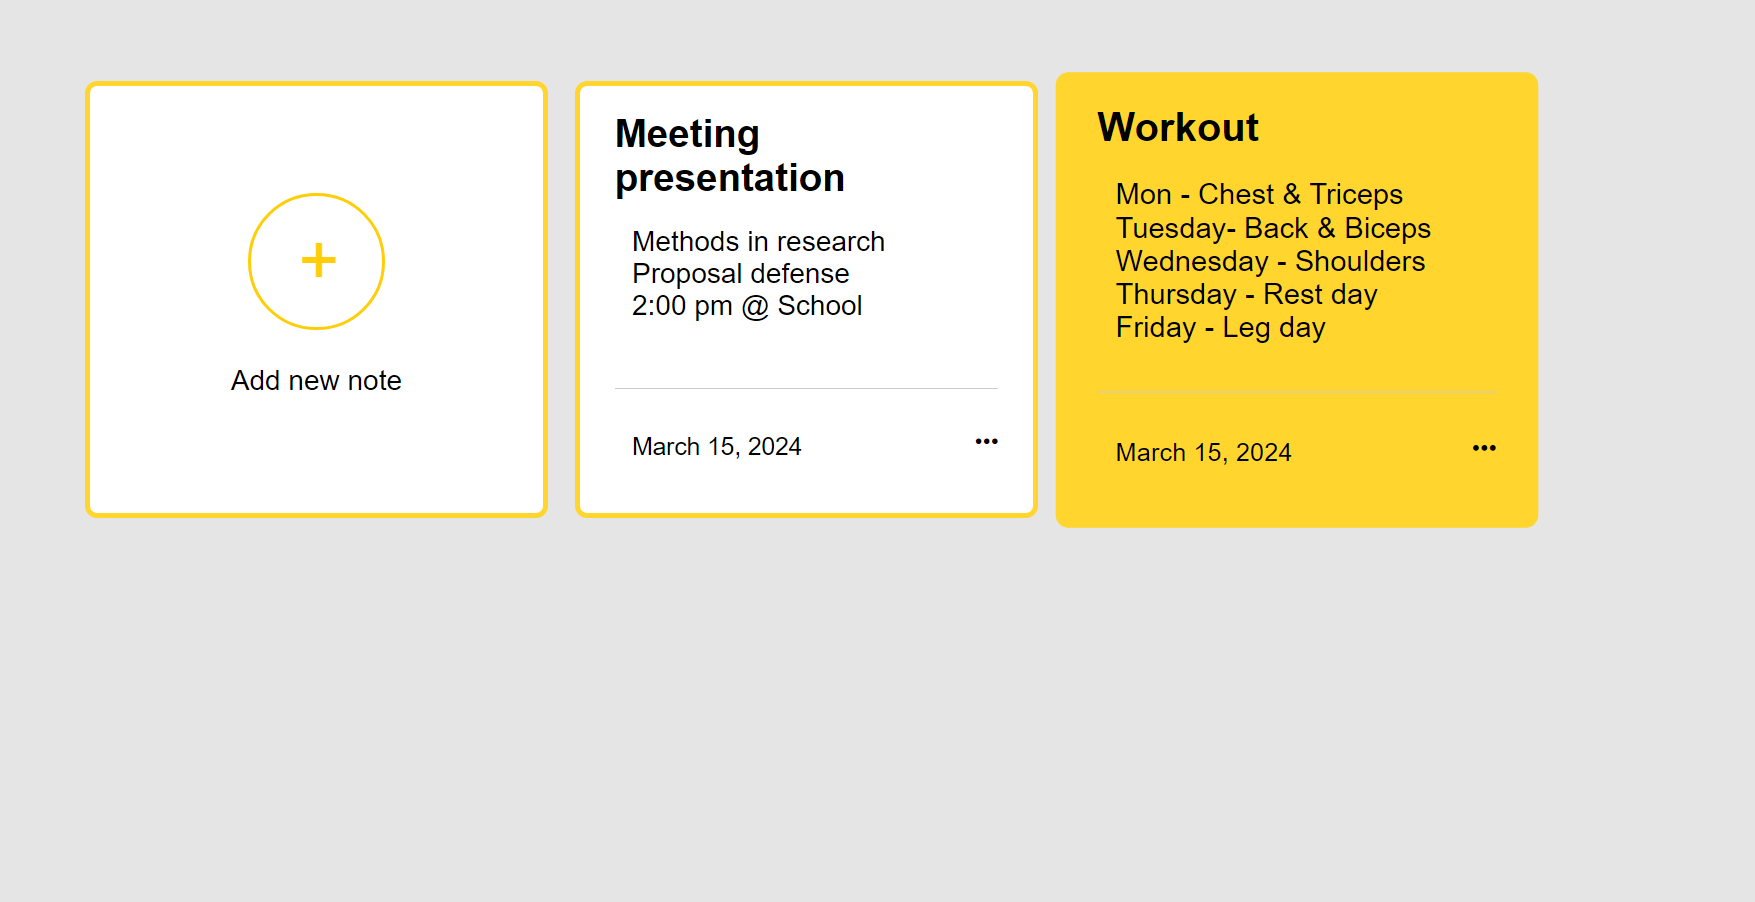 Add new note
Meeting
presentation
Methods in research
Proposal defense
2:00 pm @ School
March 15, 2024
Workout
Mon - Chest & Triceps
Tuesday- Back & Biceps
Wednesday - Shoulders
Thursday - Rest day
Friday - Leg day
March 15, 2024